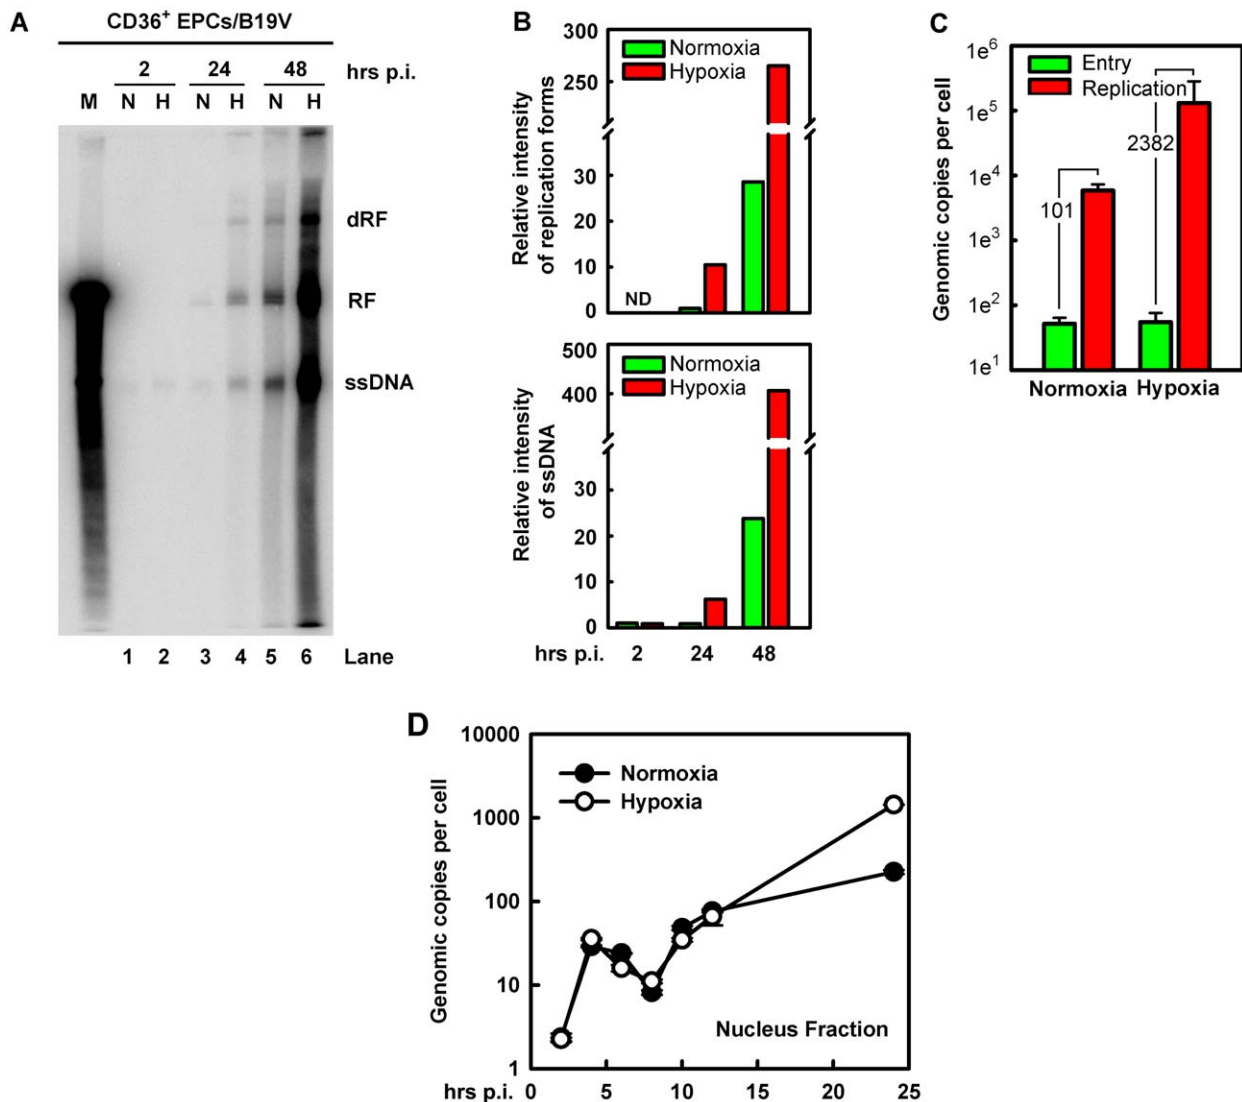 A
CD36+ EPCs/B19V
2 24 48 hrs p.i.
M N H N H N H
dRF
RF
ssDNA
1 2 3 4 5 6 Lane
B
Relative intensity
of replication forms
300
250
30
20
10
0
Normoxia
Hypoxia
ND
Relative intensity
of ssDNA
500
400
30
20
10
0
Normoxia
Hypoxia
hrs p.i. 2 24 48
C
Genomic copies per cell
1e⁶
1e⁵
1e⁴
1e³
1e²
1e¹
Entry
Replication
101
2382
Normoxia Hypoxia
D
Genomic copies per cell
10000
1000
100
10
1
Normoxia
Hypoxia
Nucleus Fraction
hrs p.i. 0 5 10 15 20 25